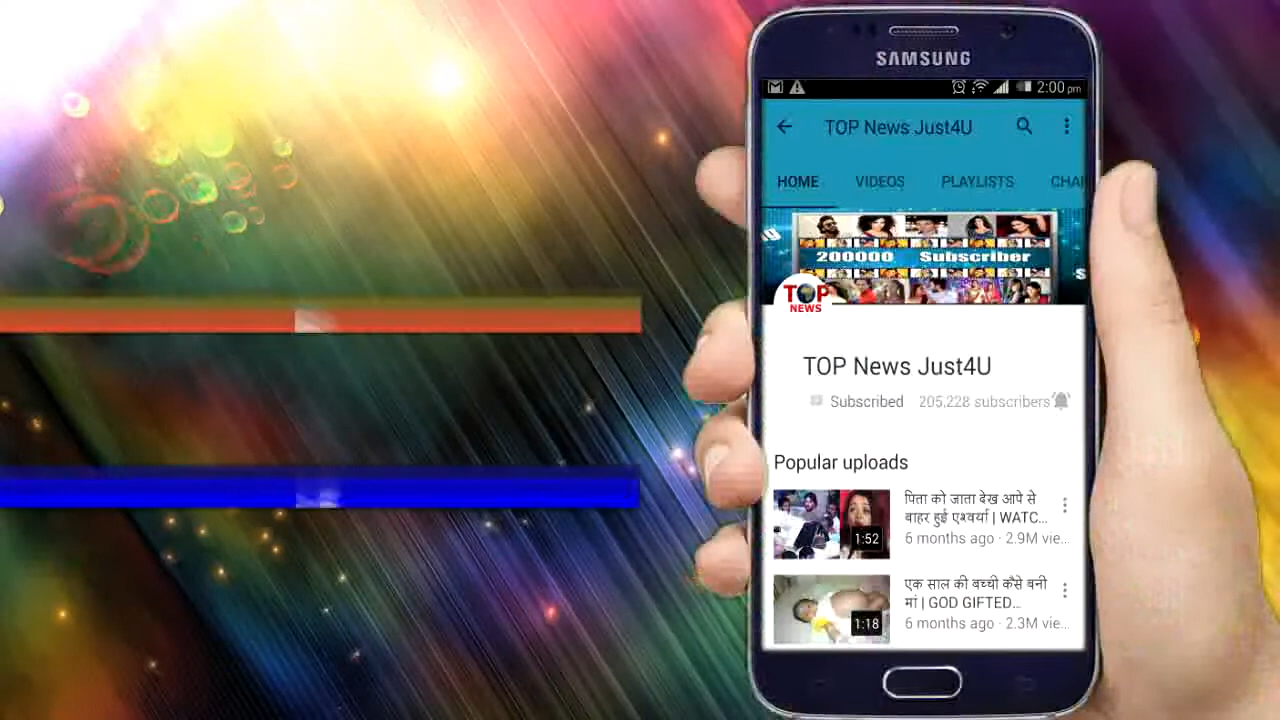 SAMSUNG
2:00 pm
TOP News Just4U
HOME VIDEOS PLAYLISTS CHA
200000 Subscriber
TOP
NEWS
TOP News Just4U
Subscribed 205,228 subscribers
Popular uploads
पिता को जाता देख आपे से
बाहर हुई एश्वर्या | WATC...
6 months ago · 2.9M vie...
1:52
एक साल की बच्ची कैसे बनी
मां | GOD GIFTED...
6 months ago · 2.3M vie...
1:18